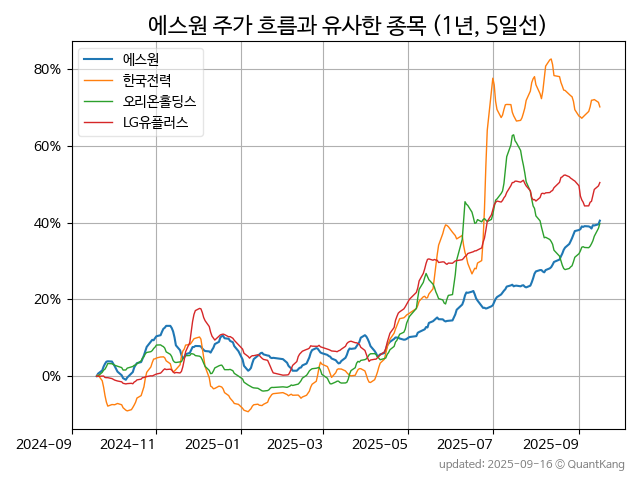 에스원 주가 흐름과 유사한 종목 (1년, 5일선)
에스원
한국전력
오리온홀딩스
LG유플러스
80%
60%
40%
20%
0%
2024-09 2024-11 2025-01 2025-03 2025-05 2025-07 2025-09
updated: 2025-09-16 © QuantKang